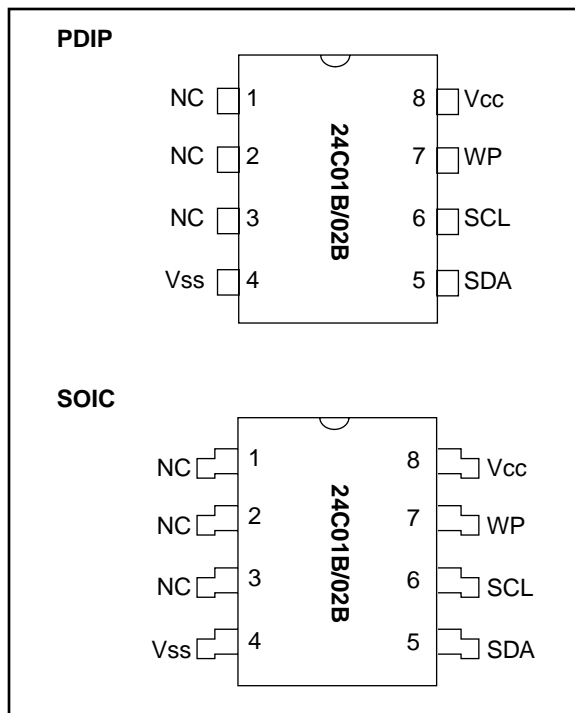 PDIP
NC 1 8 Vcc
NC 2 7 WP
NC 3 6 SCL
Vss 4 5 SDA
24C01B/02B
SOIC
NC 1 8 Vcc
NC 2 7 WP
NC 3 6 SCL
Vss 4 5 SDA
24C01B/02B